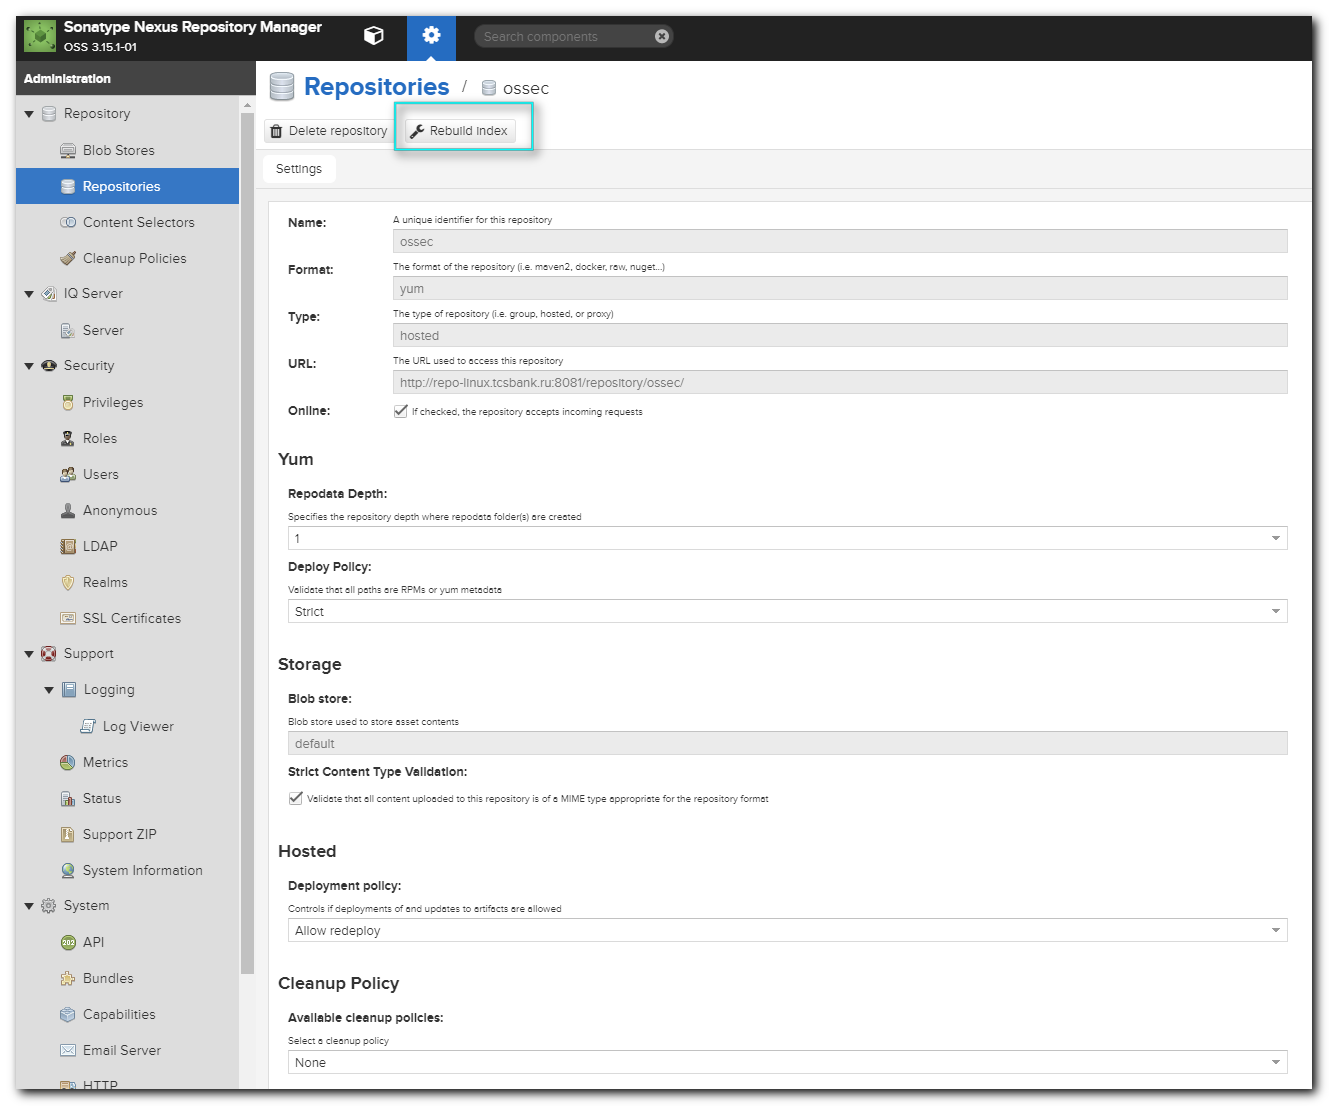 Sonatype Nexus Repository Manager
OSS 3.15.1-01
Search components
Administration
Repository
Blob Stores
Repositories
Content Selectors
Cleanup Policies
IQ Server
Server
Security
Privileges
Roles
Users
Anonymous
LDAP
Realms
SSL Certificates
Support
Logging
Log Viewer
Metrics
Status
Support ZIP
System Information
System
202 API
Bundles
Capabilities
Email Server
HTTP
Repositories / ossec
Delete repository Rebuild index
Settings
Name: A unique identifier for this repository
ossec
Format: The format of the repository (i.e. maven2, docker, raw, nuget...)
yum
Type: The type of repository (i.e. group, hosted, or proxy)
hosted
URL: The URL used to access this repository
http://repo-linux.tcsbank.ru:8081/repository/ossec/
Online: If checked, the repository accepts incoming requests
Yum
Repodata Depth:
Specifies the repository depth where repodata folder(s) are created
1
Deploy Policy:
Validate that all paths are RPMs or yum metadata
Strict
Storage
Blob store:
Blob store used to store asset contents
default
Strict Content Type Validation:
Validate that all content uploaded to this repository is of a MIME type appropriate for the repository format
Hosted
Deployment policy:
Controls if deployments of and updates to artifacts are allowed
Allow redeploy
Cleanup Policy
Available cleanup policies:
Select a cleanup policy
None